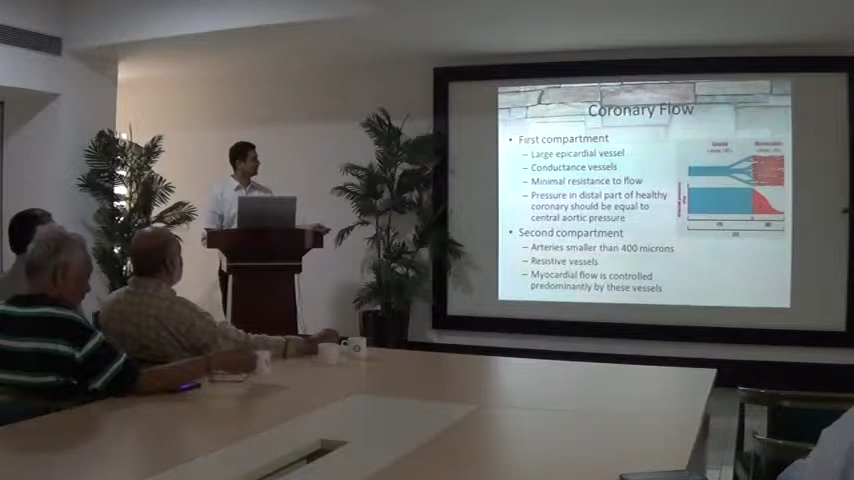 Coronary Flow
• First compartment
– Large epicardial vessel
– Conductance vessels
– Minimal resistance to flow
– Pressure in distal part of healthy
coronary should be equal to
central aortic pressure
• Second compartment
– Arteries smaller than 400 microns
– Resistive vessels
– Myocardial flow is controlled
predominantly by these vessels